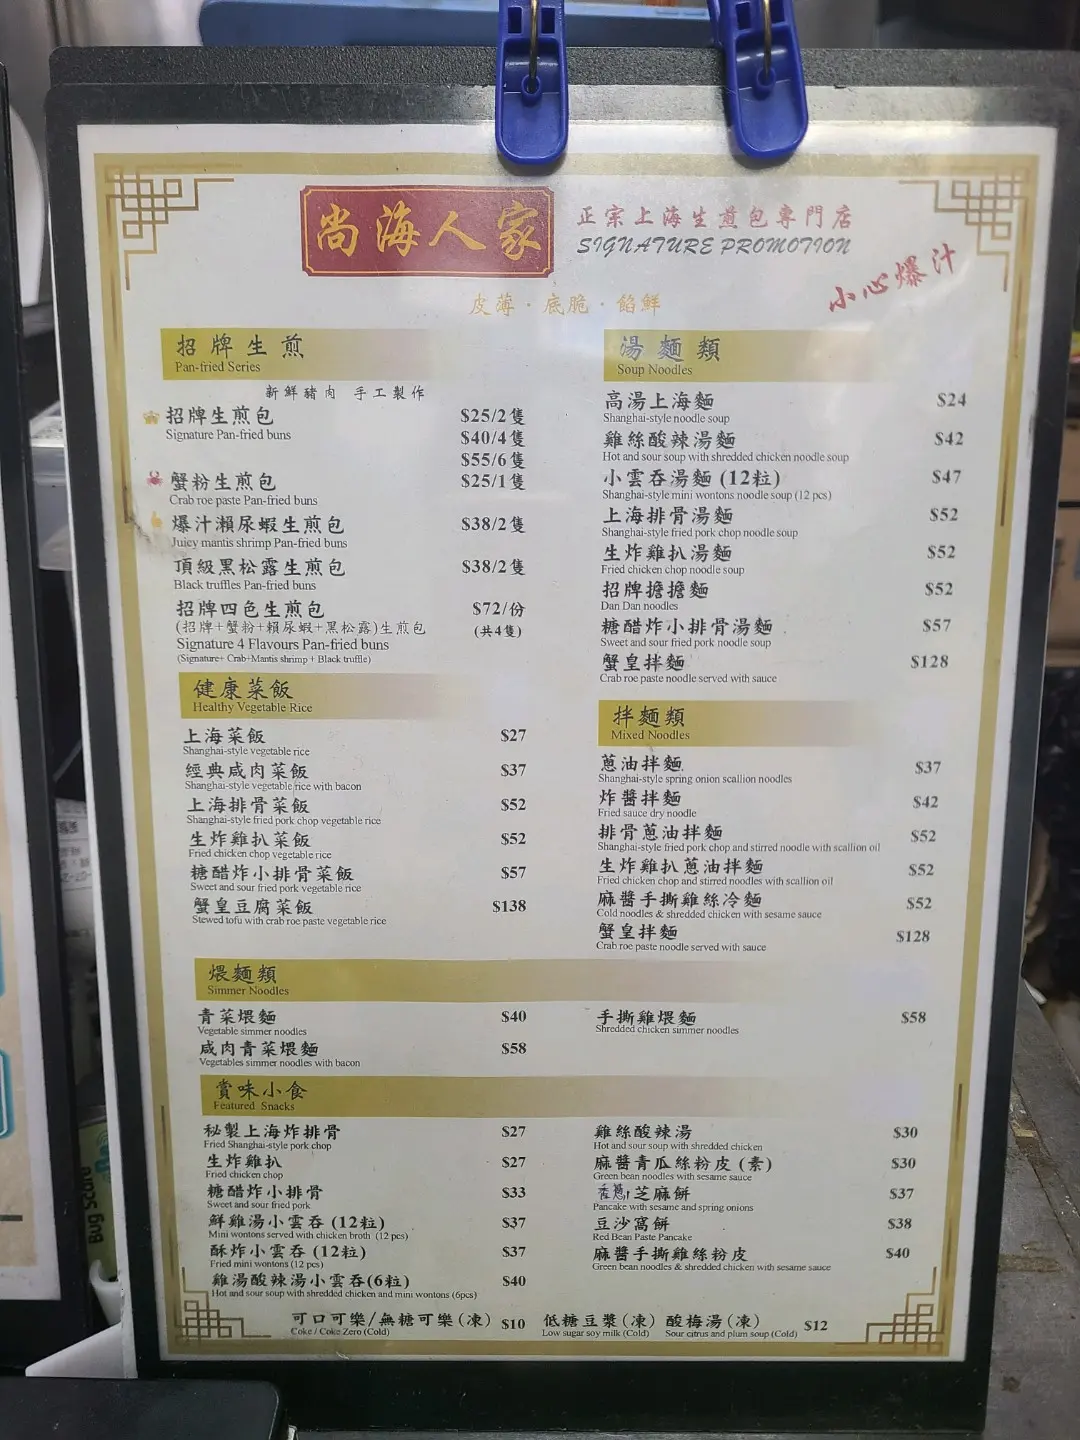 尚海人家
正宗上海生煎包專門店
SIGNATURE PROMOTION
小心爆汁
皮薄·底脆·餡鮮
招牌生煎
Pan-fried Series
新鮮豬肉 手工製作
招牌生煎包 $25/2隻
Signature Pan-fried buns
$40/4隻
$55/6隻
蟹粉生煎包 $25/1隻
Crab roe paste Pan-fried buns
爆汁瀨尿蝦生煎包 $38/2隻
Juicy mantis shrimp Pan-fried buns
頂級黑松露生煎包 $38/2隻
Black truffles Pan-fried buns
招牌四色生煎包 $72/份
(招牌+蟹粉+賴尿蝦+黑松露)生煎包 (共4隻)
Signature 4 Flavours Pan-fried buns
(Signature+ Crab+Mantis shrimp + Black truffle)
健康菜飯
Healthy Vegetable Rice
上海菜飯 $27
Shanghai-style vegetable rice
經典咸肉菜飯 $37
Shanghai-style vegetable rice with bacon
上海排骨菜飯 $52
Shanghai-style fried pork chop vegetable rice
生炸雞扒菜飯 $52
Fried chicken chop vegetable rice
糖醋炸小排骨菜飯 $57
Sweet and sour fried pork vegetable rice
蟹皇豆腐菜飯 $138
Stewed tofu with crab roe paste vegetable rice
湯麵類
Soup Noodles
高湯上海麵 $24
Shanghai-style noodle soup
雞絲酸辣湯麵 $42
Hot and sour soup with shredded chicken noodle soup
小雲吞湯麵 (12粒) $47
Shanghai-style mini wontons noodle soup (12 pcs)
上海排骨湯麵 $52
Shanghai-style fried pork chop noodle soup
生炸雞扒湯麵 $52
Fried chicken chop noodle soup
招牌擔擔麵 $52
Dan Dan noodles
糖醋炸小排骨湯麵 $57
Sweet and sour fried pork noodle soup
蟹皇拌麵 $128
Crab roe paste noodle served with sauce
拌麵類
Mixed Noodles
蔥油拌麵 $37
Shanghai-style spring onion scallion noodles
炸醬拌麵 $42
Fried sauce dry noodle
排骨蔥油拌麵 $52
Shanghai-style fried pork chop and stirred noodle with scallion oil
生炸雞扒蔥油拌麵 $52
Fried chicken chop and stirred noodles with scallion oil
麻醬手撕雞絲冷麵 $52
Cold noodles & shredded chicken with sesame sauce
蟹皇拌麵 $128
Crab roe paste noodle served with sauce
煨麵類
Simmer Noodles
青菜煨麵 $40
Vegetable simmer noodles
咸肉青菜煨麵 $58
Vegetables simmer noodles with bacon
手撕雞煨麵 $58
Shredded chicken simmer noodles
賞味小食
Featured Snacks
秘製上海炸排骨 $27
Fried Shanghai-style pork chop
生炸雞扒 $27
Fried chicken chop
糖醋炸小排骨 $33
Sweet and sour fried pork
鮮雞湯小雲吞 (12粒) $37
Mini wontons served with chicken broth (12 pcs)
酥炸小雲吞 (12粒) $37
Fried mini wontons (12 pcs)
雞湯酸辣湯小雲吞(6粒) $40
Hot and sour soup with shredded chicken and mini wontons (6pcs)
雞絲酸辣湯 $30
Hot and sour soup with shredded chicken
麻醬青瓜絲粉皮 (素) $30
Green bean noodles with sesame sauce
香蔥芝麻餅 $37
Pancake with sesame and spring onions
豆沙窩餅 $38
Red Bean Paste Pancake
麻醬手撕雞絲粉皮 $40
Green bean noodles & shredded chicken with sesame sauce
可口可樂/無糖可樂(凍) $10
Coke / Coke Zero (Cold)
低糖豆漿(凍) 酸梅湯(凍) $12
Low sugar soy milk (Cold) Sour citrus and plum soup (Cold)
Bug Score